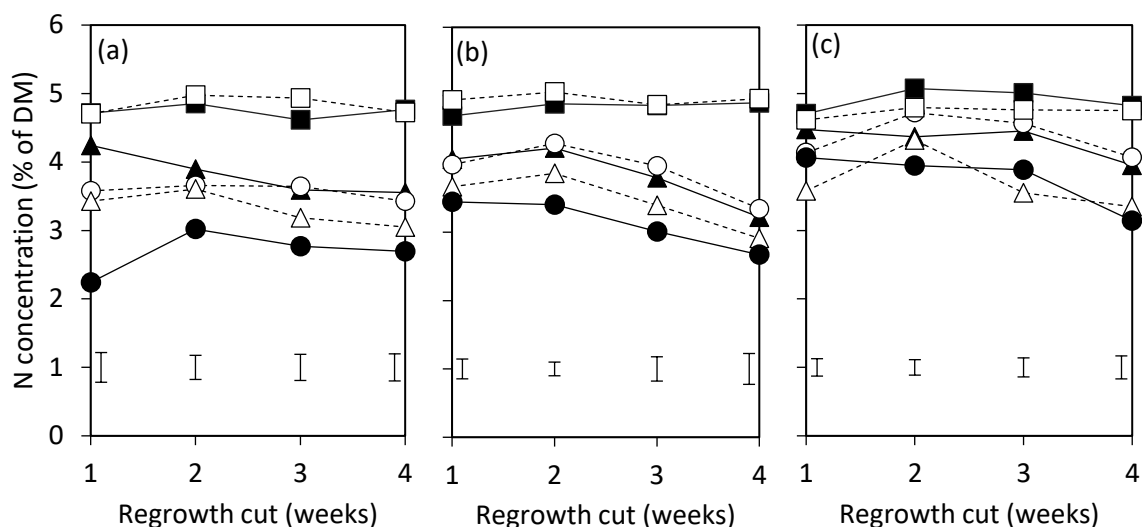 N concentration (% of DM)
6
5
4
3
2
1
0
(a)
(b)
(c)
1 2 3 4
1 2 3 4
1 2 3 4
Regrowth cut (weeks)
Regrowth cut (weeks)
Regrowth cut (weeks)